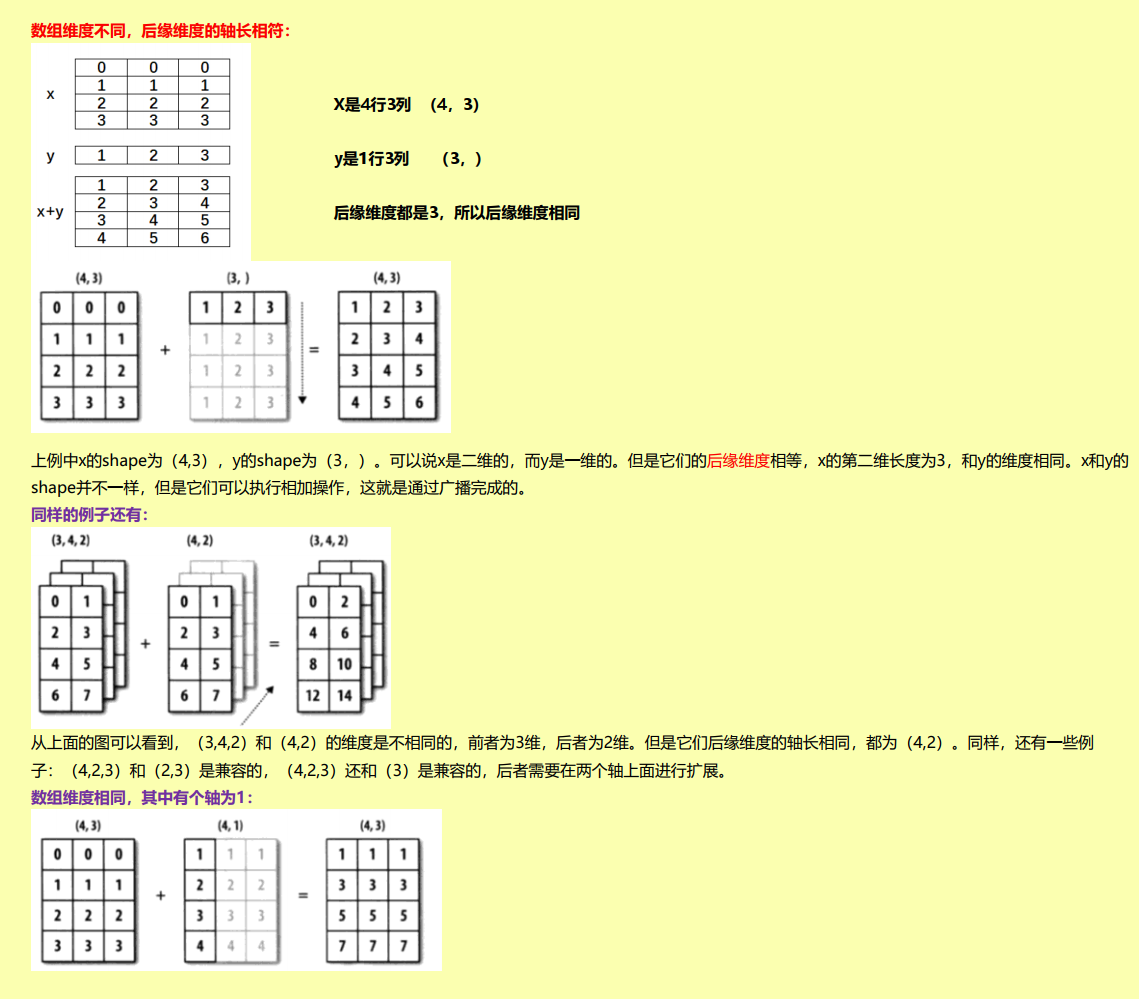 数组维度不同，后缘维度的轴长相符：
x
0 0 0
1 1 1
2 2 2
3 3 3
X是4行3列 （4，3）
y
1 2 3
y是1行3列 （3，）
x+y
1 2 3
2 3 4
3 4 5
4 5 6
后缘维度都是3，所以后缘维度相同
(4, 3) (3, ) (4, 3)
0 0 0 1 2 3 1 2 3
1 1 1 1 2 3 2 3 4
+ =
2 2 2 1 2 3 3 4 5
3 3 3 1 2 3 4 5 6
上例中x的shape为（4,3），y的shape为（3，）。可以说x是二维的，而y是一维的。但是它们的后缘维度相等，x的第二维长度为3，和y的维度相同。x和y的
shape并不一样，但是它们可以执行相加操作，这就是通过广播完成的。
同样的例子还有：
(3, 4, 2) (4, 2) (3, 4, 2)
0 1 0 1 0 2
2 3 2 3 4 6
+ =
4 5 4 5 8 10
6 7 6 7 12 14
从上面的图可以看到，（3,4,2）和（4,2）的维度是不相同的，前者为3维，后者为2维。但是它们后缘维度的轴长相同，都为（4,2）。同样，还有一些例
子：（4,2,3）和（2,3）是兼容的，（4,2,3）还和（3）是兼容的，后者需要在两个轴上面进行扩展。
数组维度相同，其中有个轴为1：
(4, 3) (4, 1) (4, 3)
0 0 0 1 1 1 1 1 1
1 1 1 2 2 2 3 3 3
+ =
2 2 2 3 3 3 5 5 5
3 3 3 4 4 4 7 7 7